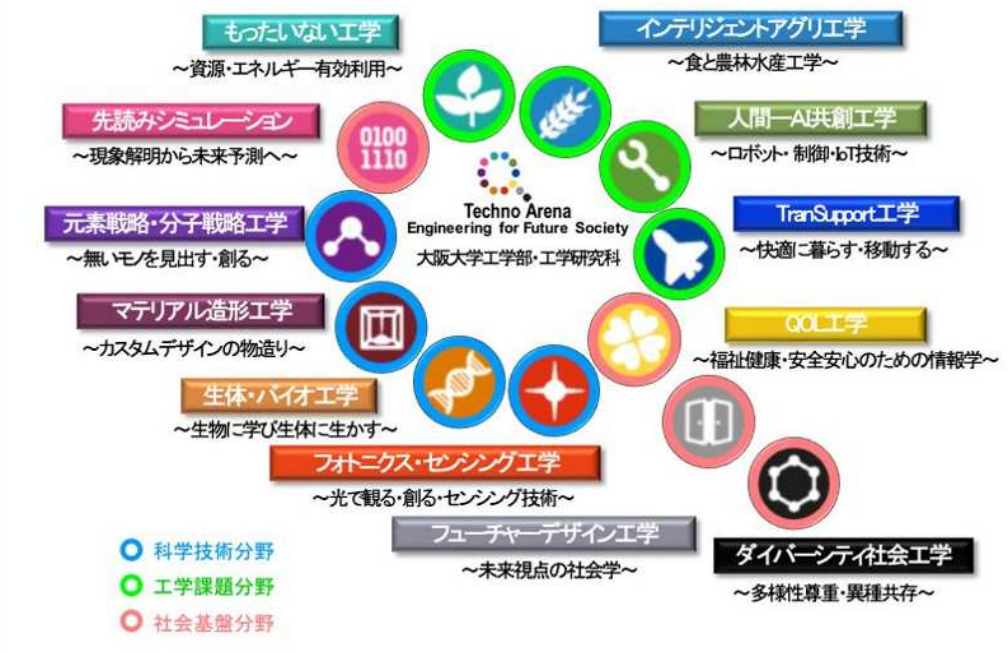 もったいない工学
～資源・エネルギー有効利用～
インテリジェントアグリ工学
～食と農林水産工学～
先読みシミュレーション
～現象解明から未来予測へ～
0100
1110
人間ーAI共創工学
～ロボット・制御・IoT技術～
Techno Arena
Engineering for Future Society
大阪大学工学部・工学研究科
元素戦略・分子戦略工学
～無いモノを見出す・創る～
TranSupport工学
～快適に暮らす・移動する～
マテリアル造形工学
～カスタムデザインの物造り～
QOL工学
～福祉健康・安全安心のための情報学～
生体・バイオ工学
～生物に学び生体に生かす～
フォトニクス・センシング工学
～光で観る・創る・センシング技術～
フューチャーデザイン工学
～未来視点の社会学～
ダイバーシティ社会工学
～多様性尊重・異種共存～
科学技術分野
工学課題分野
社会基盤分野